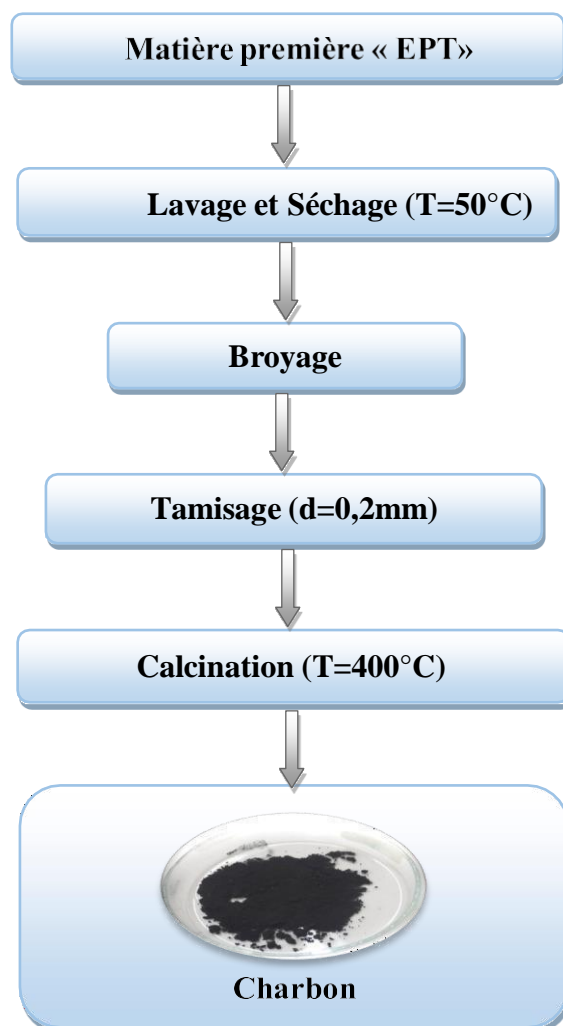 Matière première « EPT»
Lavage et Séchage (T=50°C)
Broyage
Tamisage (d=0,2mm)
Calcination (T=400°C)
Charbon